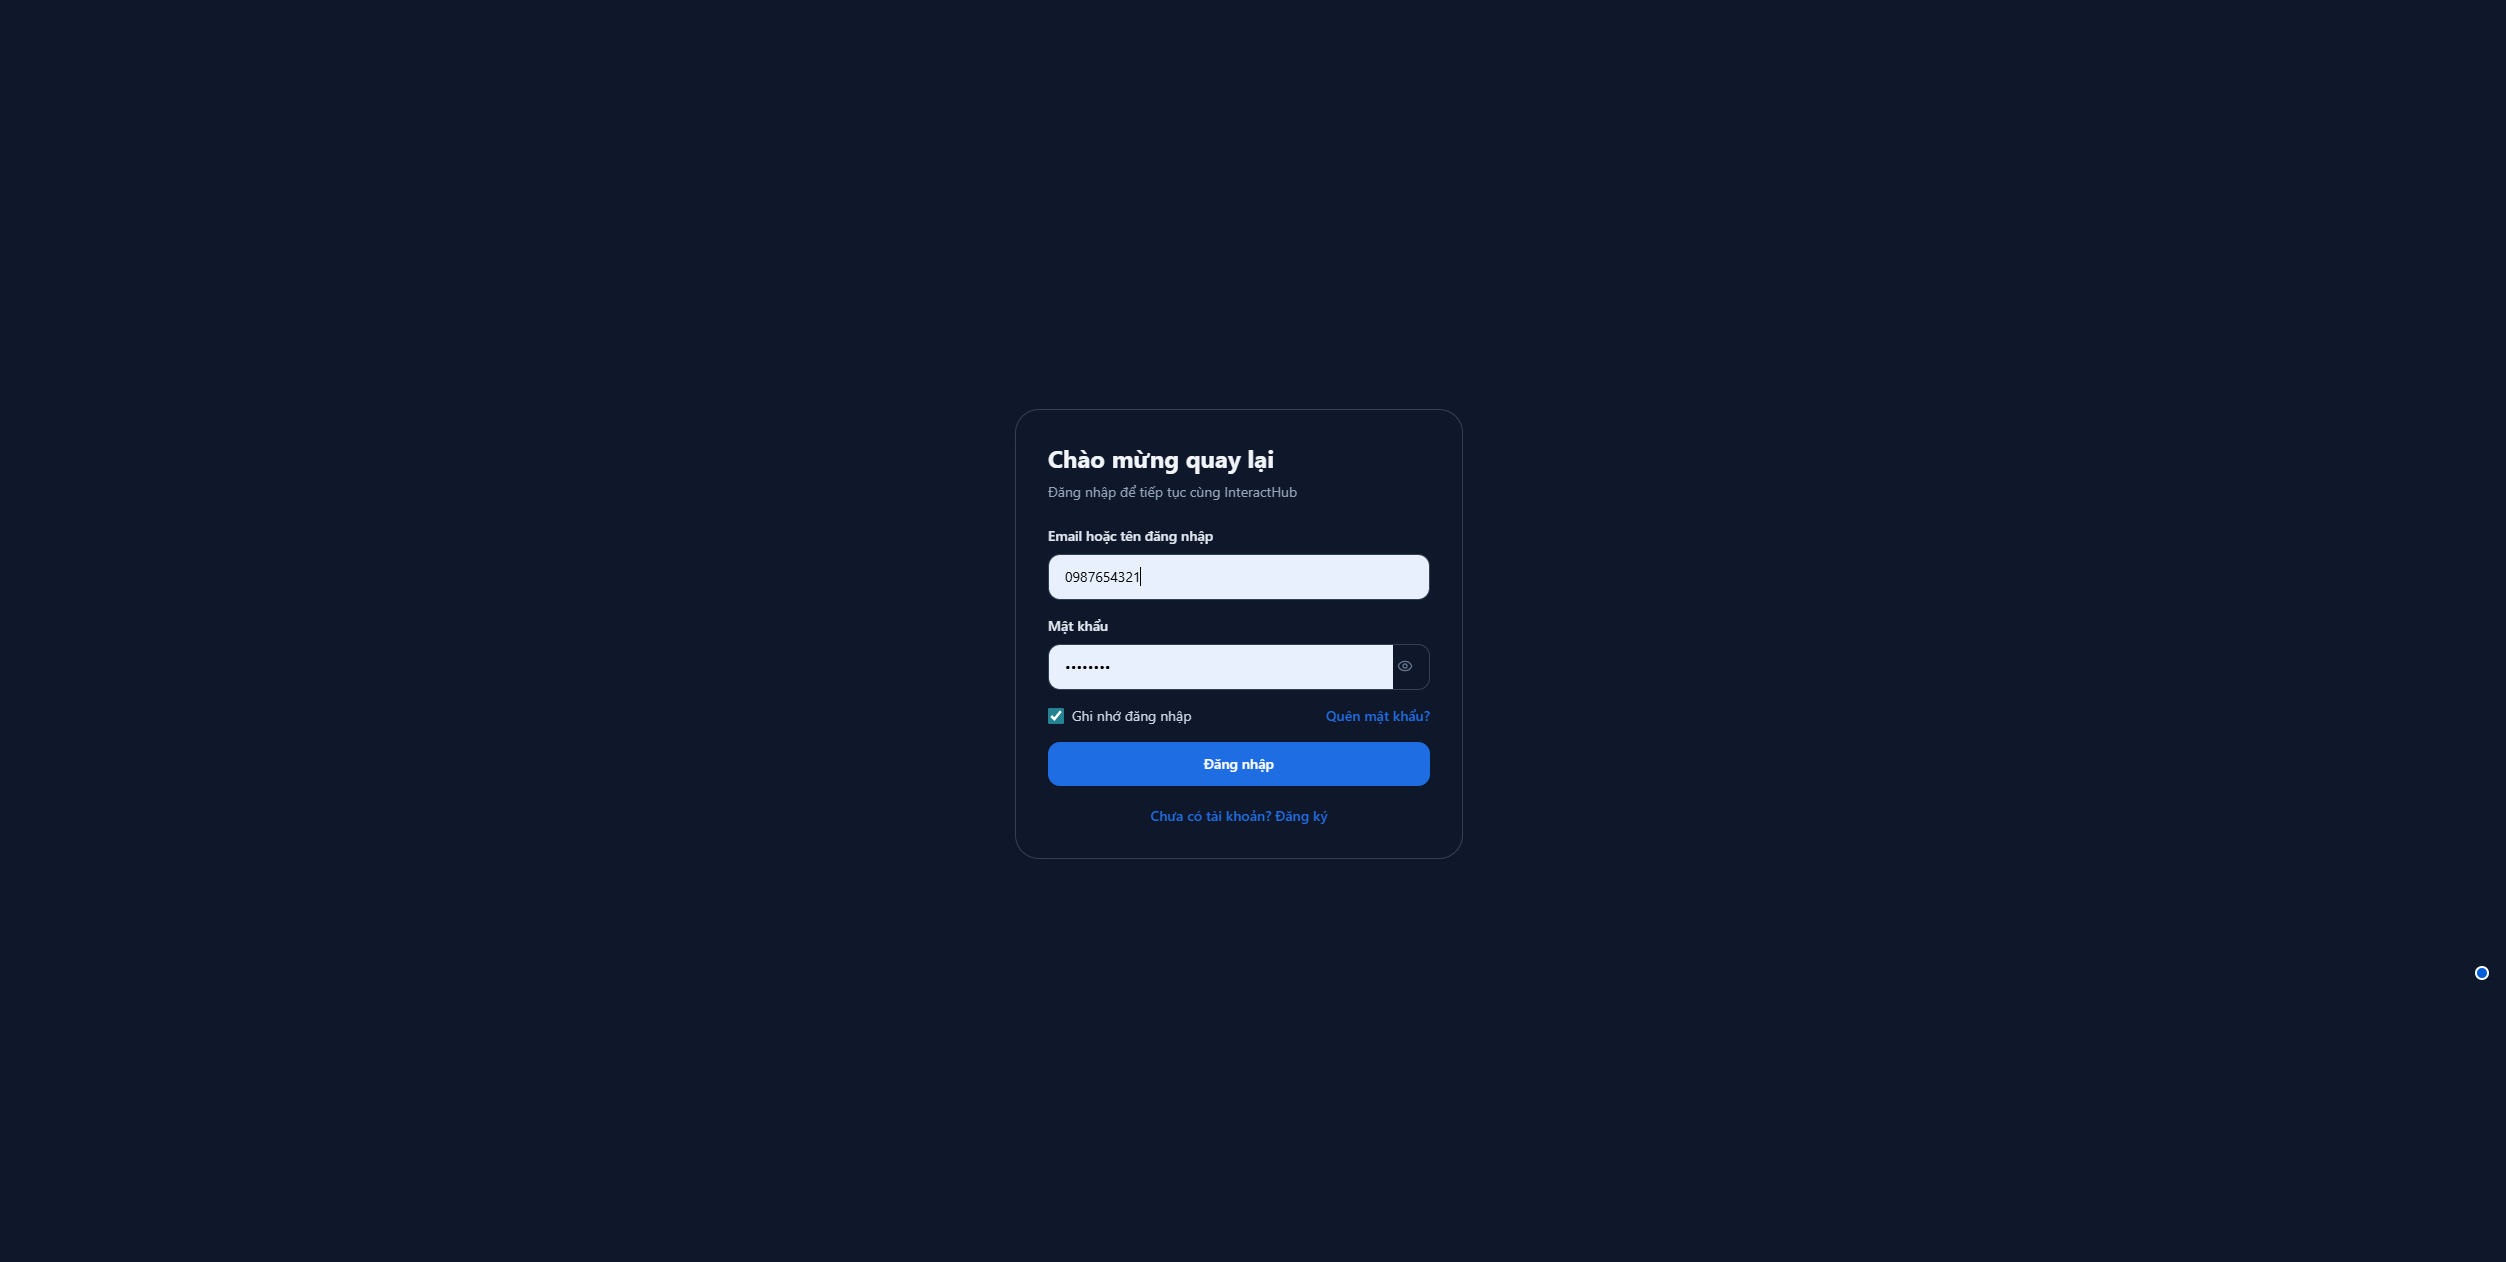 Chào mừng quay lại
Đăng nhập để tiếp tục cùng InteractHub
Email hoặc tên đăng nhập
0987654321
Mật khẩu
••••••••
Ghi nhớ đăng nhập
Quên mật khẩu?
Đăng nhập
Chưa có tài khoản? Đăng ký